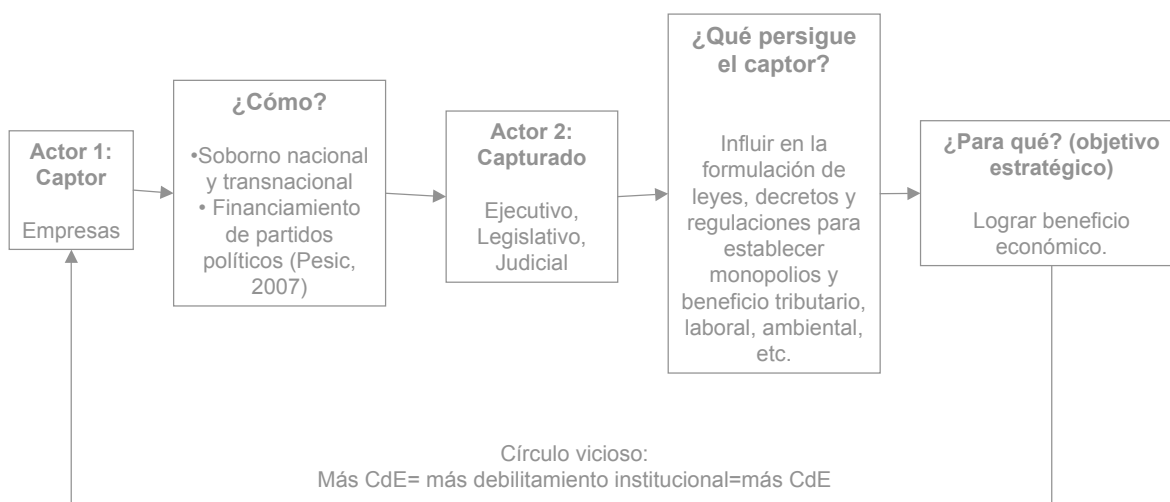 Actor 1:
Captor
Empresas
¿Cómo?
•Soborno nacional
y transnacional
• Financiamiento
de partidos
políticos (Pesic,
2007)
Actor 2:
Capturado
Ejecutivo,
Legislativo,
Judicial
¿Qué persigue
el captor?
Influir en la
formulación de
leyes, decretos y
regulaciones para
establecer
monopolios y
beneficio tributario,
laboral, ambiental,
etc.
¿Para qué? (objetivo
estratégico)
Lograr beneficio
económico.
Círculo vicioso:
Más CdE= más debilitamiento institucional=más CdE